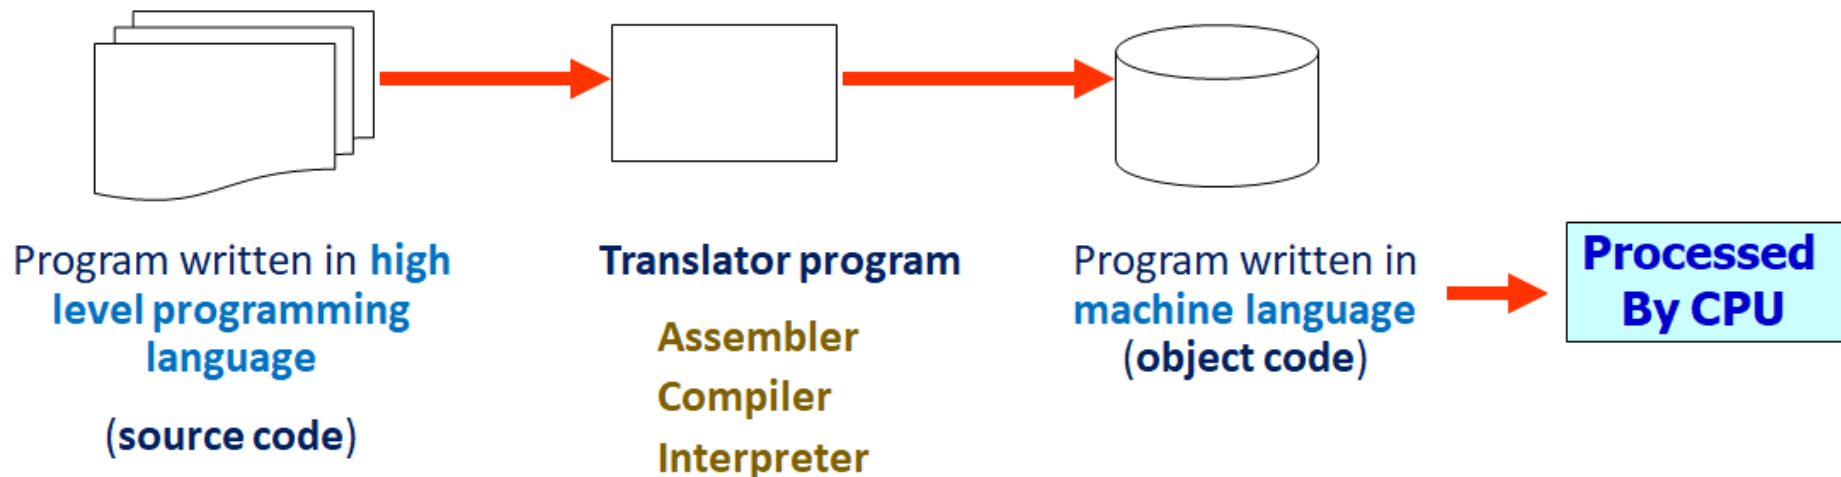 Program written in high
level programming
language
(source code)
Translator program
Assembler
Compiler
Interpreter
Program written in
machine language
(object code)
Processed
By CPU